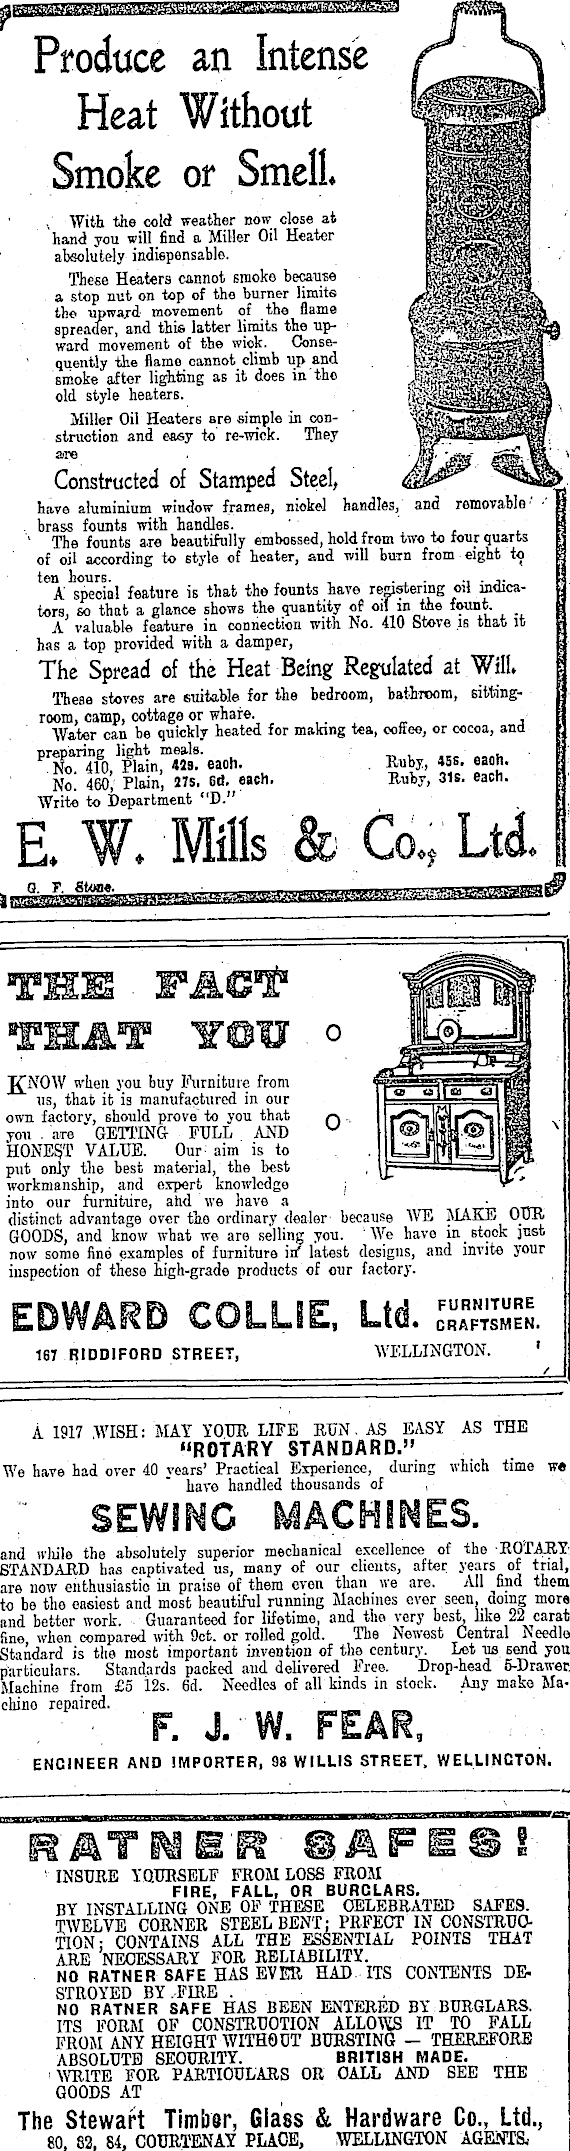 Produce an Intense
Heat Without
Smoke or Smell.
With the cold weather now close at
hand you will find a Miller Oil Heater
absolutely indispensable.
These Heaters cannot smoke because
a stop nut on top of the burner limits
the upward movement of the flame
spreader, and this latter limits the up-
ward movement of the wick. Conse-
quently the flame cannot climb up and
smoke after lighting as it does in the
old style heaters.
Miller Oil Heaters are simple in con-
struction and easy to re-wick. They
are
Constructed of Stamped Steel,
have aluminium window frames, nickel handles, and removable
brass founts with handles.
The founts are beautifully embossed, hold from two to four quarts
of oil according to style of heater, and will burn from eight to
ten hours.
A special feature is that the founts have registering oil indica-
tors, so that a glance shows the quantity of oil in the fount.
A valuable feature in connection with No. 410 Stove is that it
has a top provided with a damper,
The Spread of the Heat Being Regulated at Will.
These stoves are suitable for the bedroom, bathroom, sitting-
room, camp, cottage or whare.
Water can be quickly heated for making tea, coffee, or cocoa, and
preparing light meals.
No. 410, Plain, 42s. each. Ruby, 45s. each.
No. 460, Plain, 27s. 6d. each. Ruby, 31s. each.
Write to Department "D."
E. W. Mills & Co., Ltd.
G. F. Stone.
THE FACT
THAT YOU
KNOW when you buy Furniture from
us, that it is manufactured in our
own factory, should prove to you that
you are GETTING FULL AND
HONEST VALUE. Our aim is to
put only the best material, the best
workmanship, and expert knowledge
into our furniture, and we have a
distinct advantage over the ordinary dealer because WE MAKE OUR
GOODS, and know what we are selling you. We have in stock just
now some fine examples of furniture in latest designs, and invite your
inspection of these high-grade products of our factory.
EDWARD COLLIE, Ltd. FURNITURE
CRAFTSMEN.
167 RIDDIFORD STREET, WELLINGTON.
A 1917 WISH: MAY YOUR LIFE RUN AS EASY AS THE
"ROTARY STANDARD."
We have had over 40 years' Practical Experience, during which time we
have handled thousands of
SEWING MACHINES.
and while the absolutely superior mechanical excellence of the ROTARY
STANDARD has captivated us, many of our clients, after years of trial,
are now enthusiastic in praise of them even than we are. All find them
to be the easiest and most beautiful running Machines ever seen, doing more
and better work. Guaranteed for lifetime, and the very best, like 22 carat
fine, when compared with 9ct. or rolled gold. The Newest Central Needle
Standard is the most important invention of the century. Let us send you
particulars. Standards packed and delivered Free. Drop-head 5-Drawer
Machine from £5 12s. 6d. Needles of all kinds in stock. Any make Ma-
chine repaired.
F. J. W. FEAR,
ENGINEER AND IMPORTER, 98 WILLIS STREET, WELLINGTON.
RATNER SAFES!
INSURE YOURSELF FROM LOSS FROM
FIRE, FALL, OR BURGLARS.
BY INSTALLING ONE OF THESE CELEBRATED SAFES.
TWELVE CORNER STEEL BENT; PRFECT IN CONSTRUC-
TION; CONTAINS ALL THE ESSENTIAL POINTS THAT
ARE NECESSARY FOR RELIABILITY.
NO RATNER SAFE HAS EVER HAD ITS CONTENTS DE-
STROYED BY FIRE.
NO RATNER SAFE HAS BEEN ENTERED BY BURGLARS.
ITS FORM OF CONSTRUCTION ALLOWS IT TO FALL
FROM ANY HEIGHT WITHOUT BURSTING — THEREFORE
ABSOLUTE SECURITY. BRITISH MADE.
WRITE FOR PARTICULARS OR CALL AND SEE THE
GOODS AT
The Stewart Timber, Glass & Hardware Co., Ltd.,
80, 82, 84, COURTENAY PLACE, WELLINGTON AGENTS.